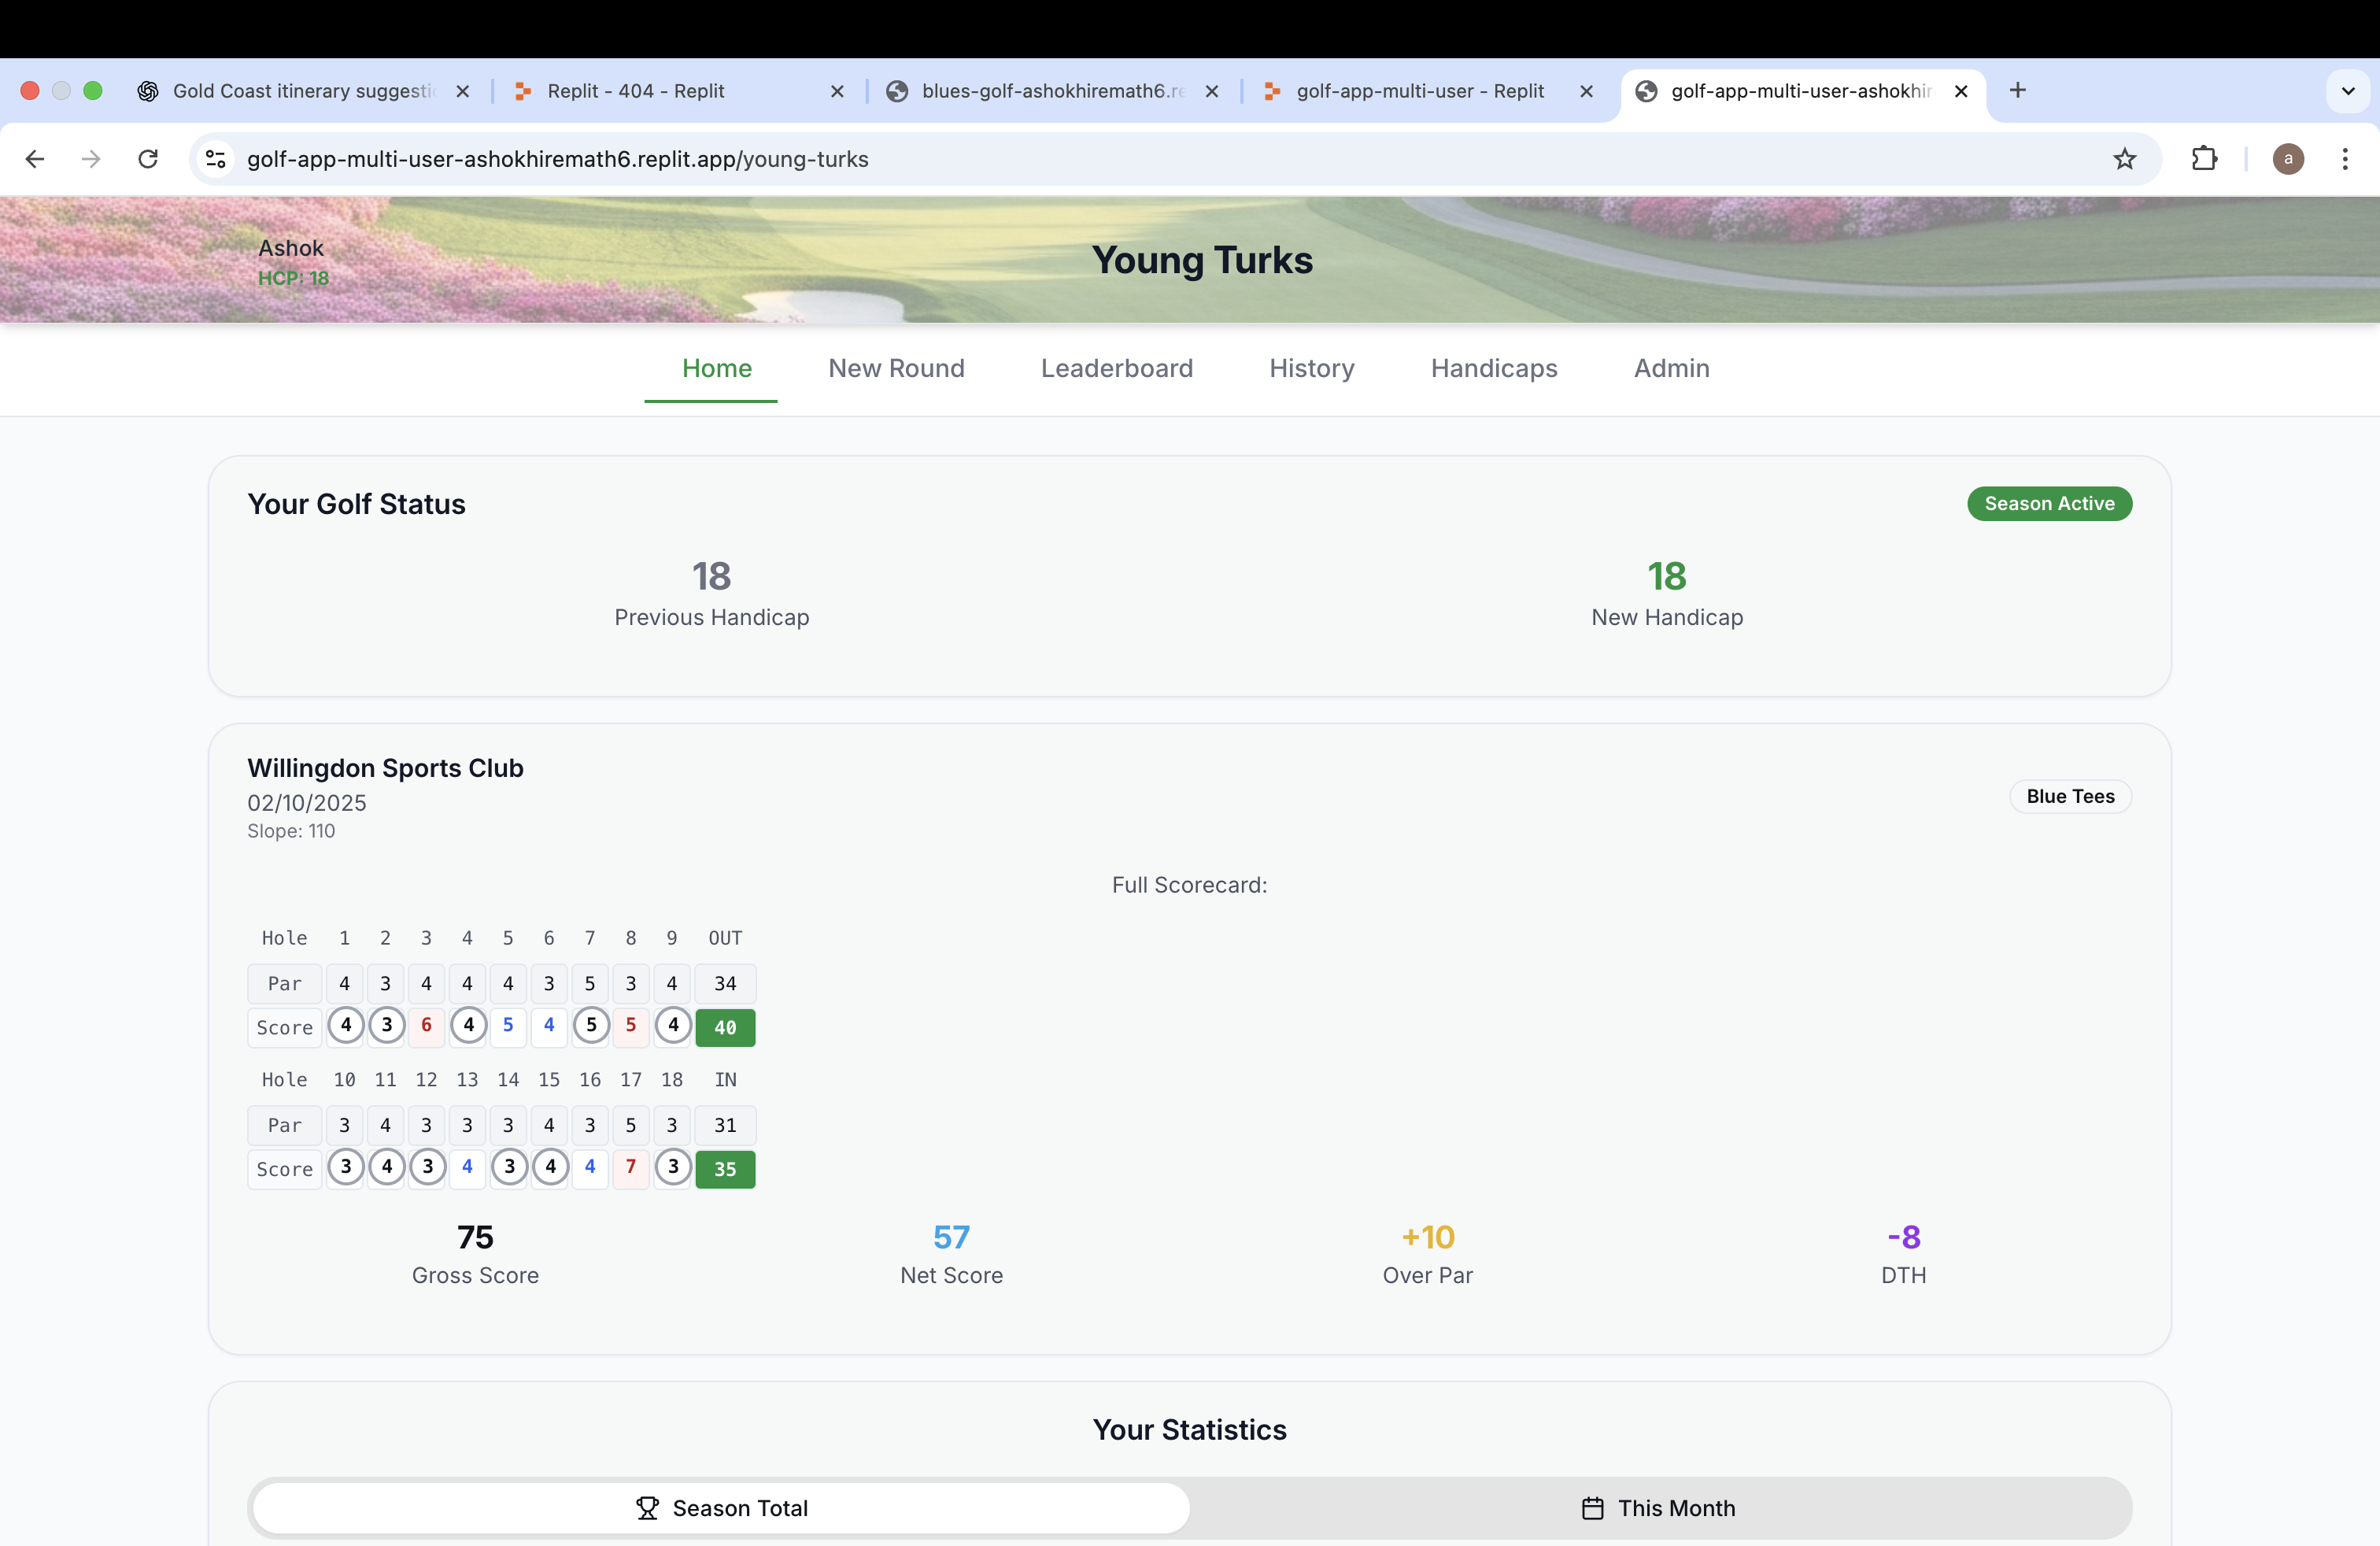 Gold Coast itinerary suggesti
Replit - 404 - Replit
blues-golf-ashokhiremath6.re
golf-app-multi-user - Replit
golf-app-multi-user-ashokhir
golf-app-multi-user-ashokhiremath6.replit.app/young-turks
a
Ashok
HCP: 18
Young Turks
Home New Round Leaderboard History Handicaps Admin
Your Golf Status
Season Active
18 18
Previous Handicap New Handicap
Willingdon Sports Club
02/10/2025
Slope: 110
Blue Tees
Full Scorecard:
Hole 1 2 3 4 5 6 7 8 9 OUT
Par 4 3 4 4 4 3 5 3 4 34
Score 4 3 6 4 5 4 5 5 4 40
Hole 10 11 12 13 14 15 16 17 18 IN
Par 3 4 3 3 3 4 3 5 3 31
Score 3 4 3 4 3 4 4 7 3 35
75 57 +10 -8
Gross Score Net Score Over Par DTH
Your Statistics
Season Total This Month